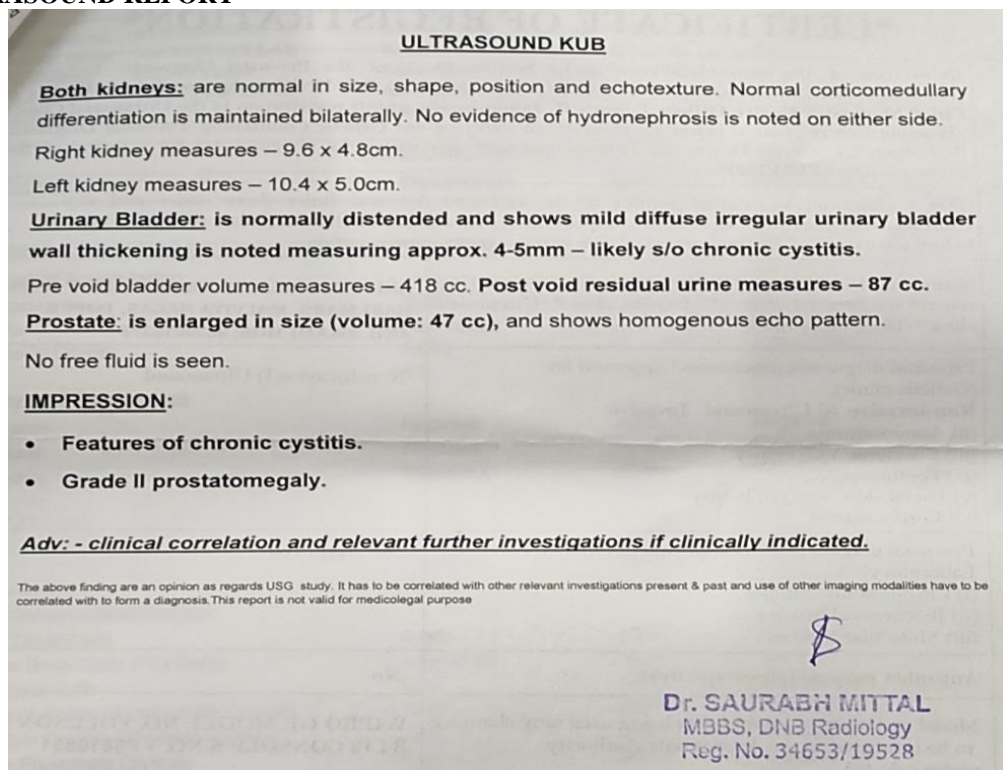 ULTRASOUND REPORT
ULTRASOUND KUB
Both kidneys: are normal in size, shape, position and echotexture. Normal corticomedullary
differentiation is maintained bilaterally. No evidence of hydronephrosis is noted on either side.
Right kidney measures – 9.6 x 4.8cm.
Left kidney measures – 10.4 x 5.0cm.
Urinary Bladder: is normally distended and shows mild diffuse irregular urinary bladder
wall thickening is noted measuring approx. 4-5mm – likely s/o chronic cystitis.
Pre void bladder volume measures – 418 cc. Post void residual urine measures – 87 cc.
Prostate: is enlarged in size (volume: 47 cc), and shows homogenous echo pattern.
No free fluid is seen.
IMPRESSION:
• Features of chronic cystitis.
• Grade II prostatomegaly.
Adv: - clinical correlation and relevant further investigations if clinically indicated.
The above finding are an opinion as regards USG study. It has to be correlated with other relevant investigations present & past and use of other imaging modalities have to be
correlated with to form a diagnosis. This report is not valid for medicolegal purpose
Dr. SAURABH MITTAL
MBBS, DNB Radiology
Reg. No. 34653/19528